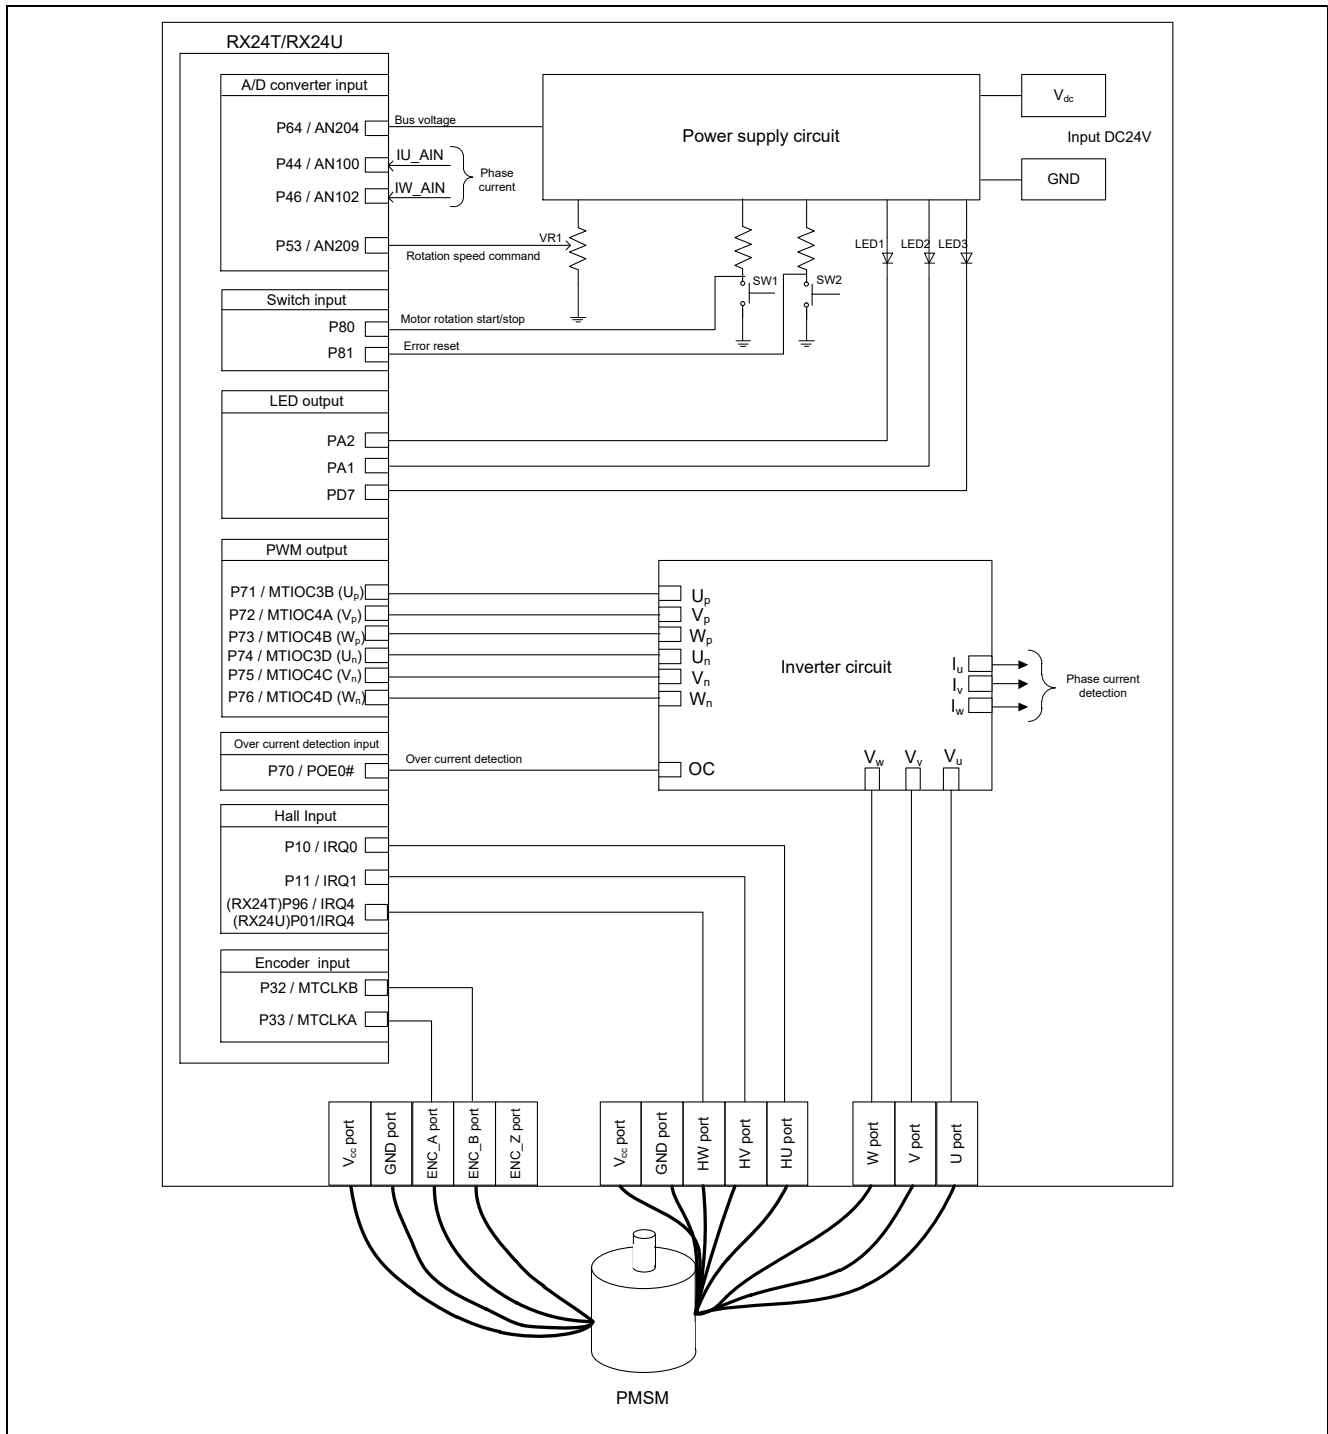 RX24T/RX24U
A/D converter input
P64 / AN204
Bus voltage
P44 / AN100
IU_AIN
P46 / AN102
IW_AIN
Phase
current
P53 / AN209
Rotation speed command
VR1
Power supply circuit
Vdc
Input DC24V
GND
LED1
LED2
LED3
SW1
SW2
Switch input
P80
Motor rotation start/stop
P81
Error reset
LED output
PA2
PA1
PD7
PWM output
P71 / MTIOC3B (Up)
P72 / MTIOC4A (Vp)
P73 / MTIOC4B (Wp)
P74 / MTIOC3D (Un)
P75 / MTIOC4C (Vn)
P76 / MTIOC4D (Wn)
Up
Vp
Wp
Un
Vn
Wn
Inverter circuit
Iu
Iv
Iw
Phase current
detection
Over current detection input
P70 / POE0#
Over current detection
OC
Vw
Vv
Vu
Hall Input
P10 / IRQ0
P11 / IRQ1
(RX24T)P96 / IRQ4
(RX24U)P01/IRQ4
Encoder input
P32 / MTCLKB
P33 / MTCLKA
Vcc port
GND port
ENC_A port
ENC_B port
ENC_Z port
Vcc port
GND port
HW port
HV port
HU port
W port
V port
U port
PMSM